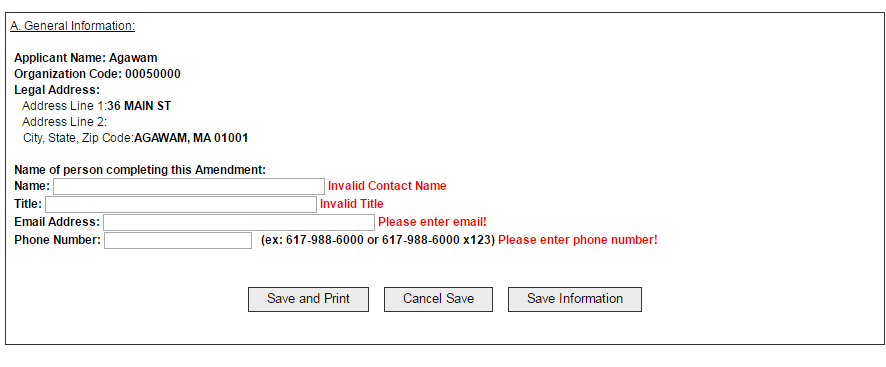 A. General Information:
Applicant Name: Agawam
Organization Code: 00050000
Legal Address:
Address Line 1:36 MAIN ST
Address Line 2:
City, State, Zip Code:AGAWAM, MA 01001
Name of person completing this Amendment:
Name: Invalid Contact Name
Title: Invalid Title
Email Address: Please enter email!
Phone Number: (ex: 617-988-6000 or 617-988-6000 x123) Please enter phone number!
Save and Print Cancel Save Save Information